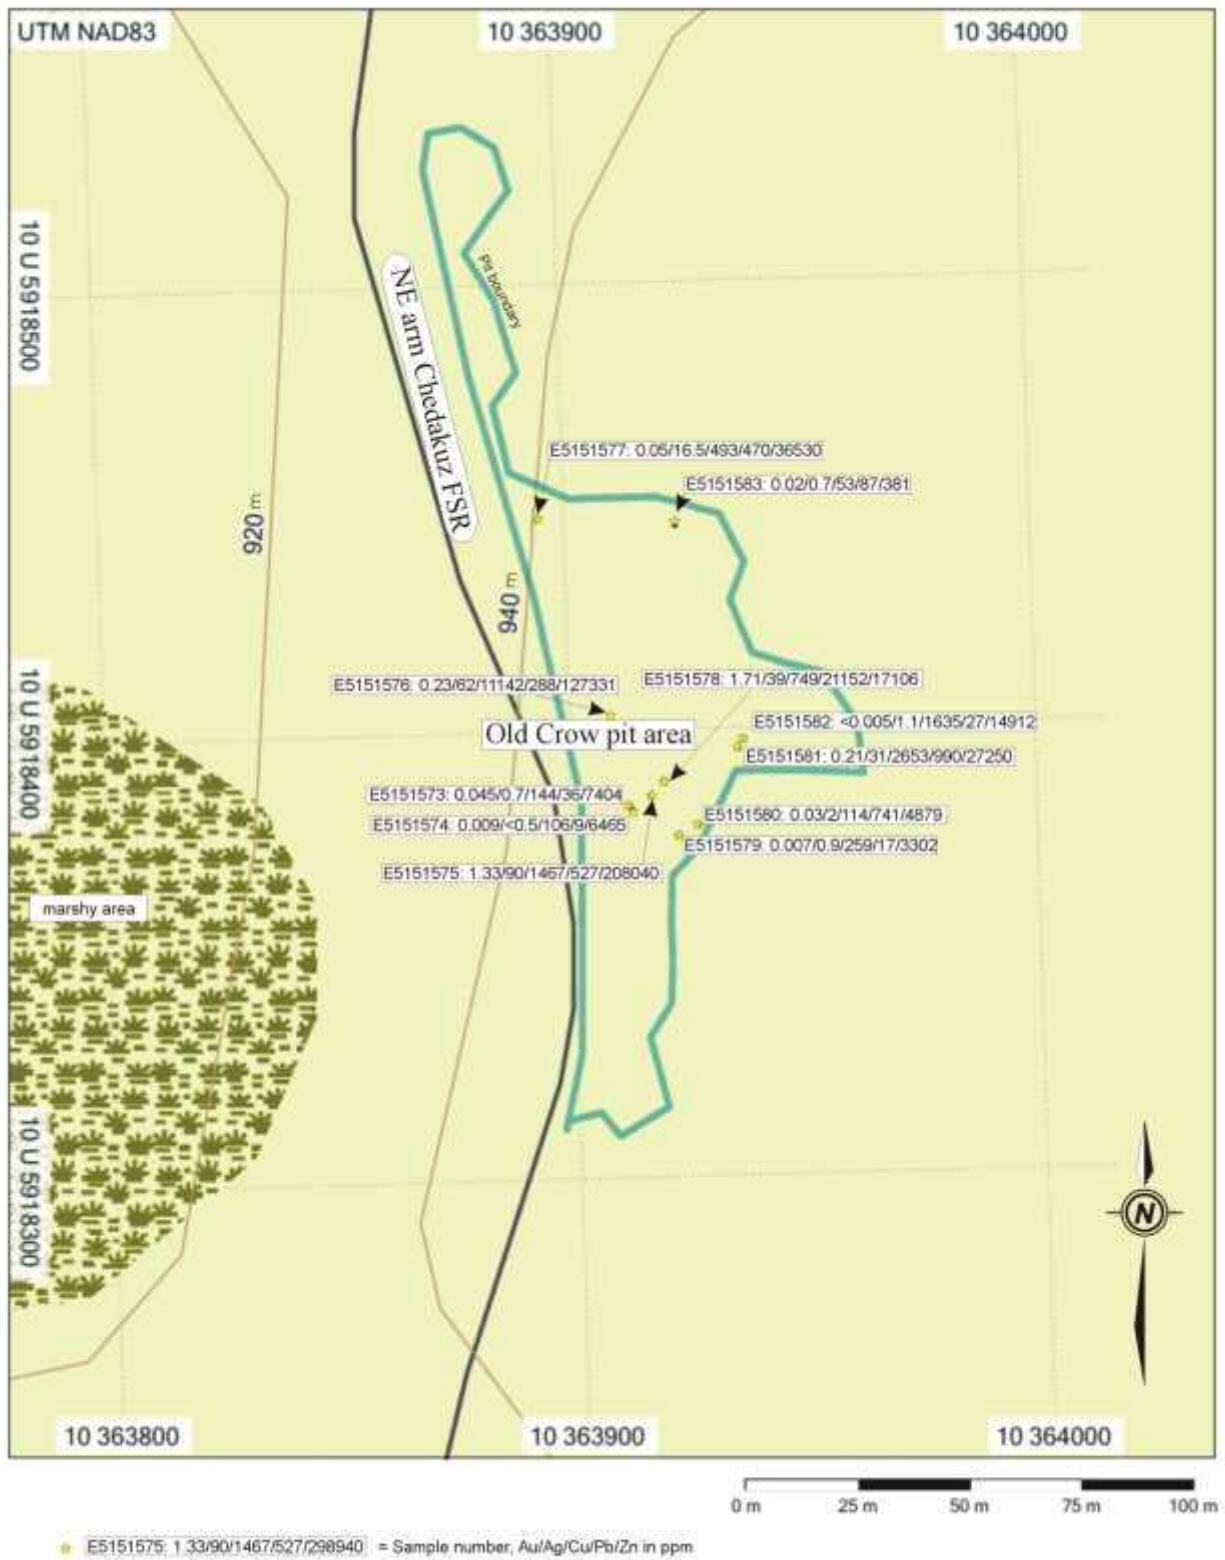 UTM NAD83
10 363900
10 364000
10 U 5918500
Pit boundary
NE arm Chedakuz FSR
E5151577: 0.05/16.5/493/470/36530
E5151583: 0.02/0.7/53/87/381
920 m
940 m
E5151576: 0.23/62/11142/288/127331
E5151578: 1.71/39/749/21152/17106
10 U 5918400
Old Crow pit area
E5151582: <0.005/1.1/1635/27/14912
E5151581: 0.21/31/2653/990/27250
E5151573: 0.045/0.7/144/36/7404
E5151574: 0.009/<0.5/106/9/6465
E5151580: 0.03/2/114/741/4879
E5151579: 0.007/0.9/259/17/3302
E5151575: 1.33/90/1467/527/208040
marshy area
10 U 5918300
N
10 363800
10 363900
10 364000
0 m 25 m 50 m 75 m 100 m
E5151575: 1.33/90/1467/527/298940 = Sample number, Au/Ag/Cu/Pb/Zn in ppm